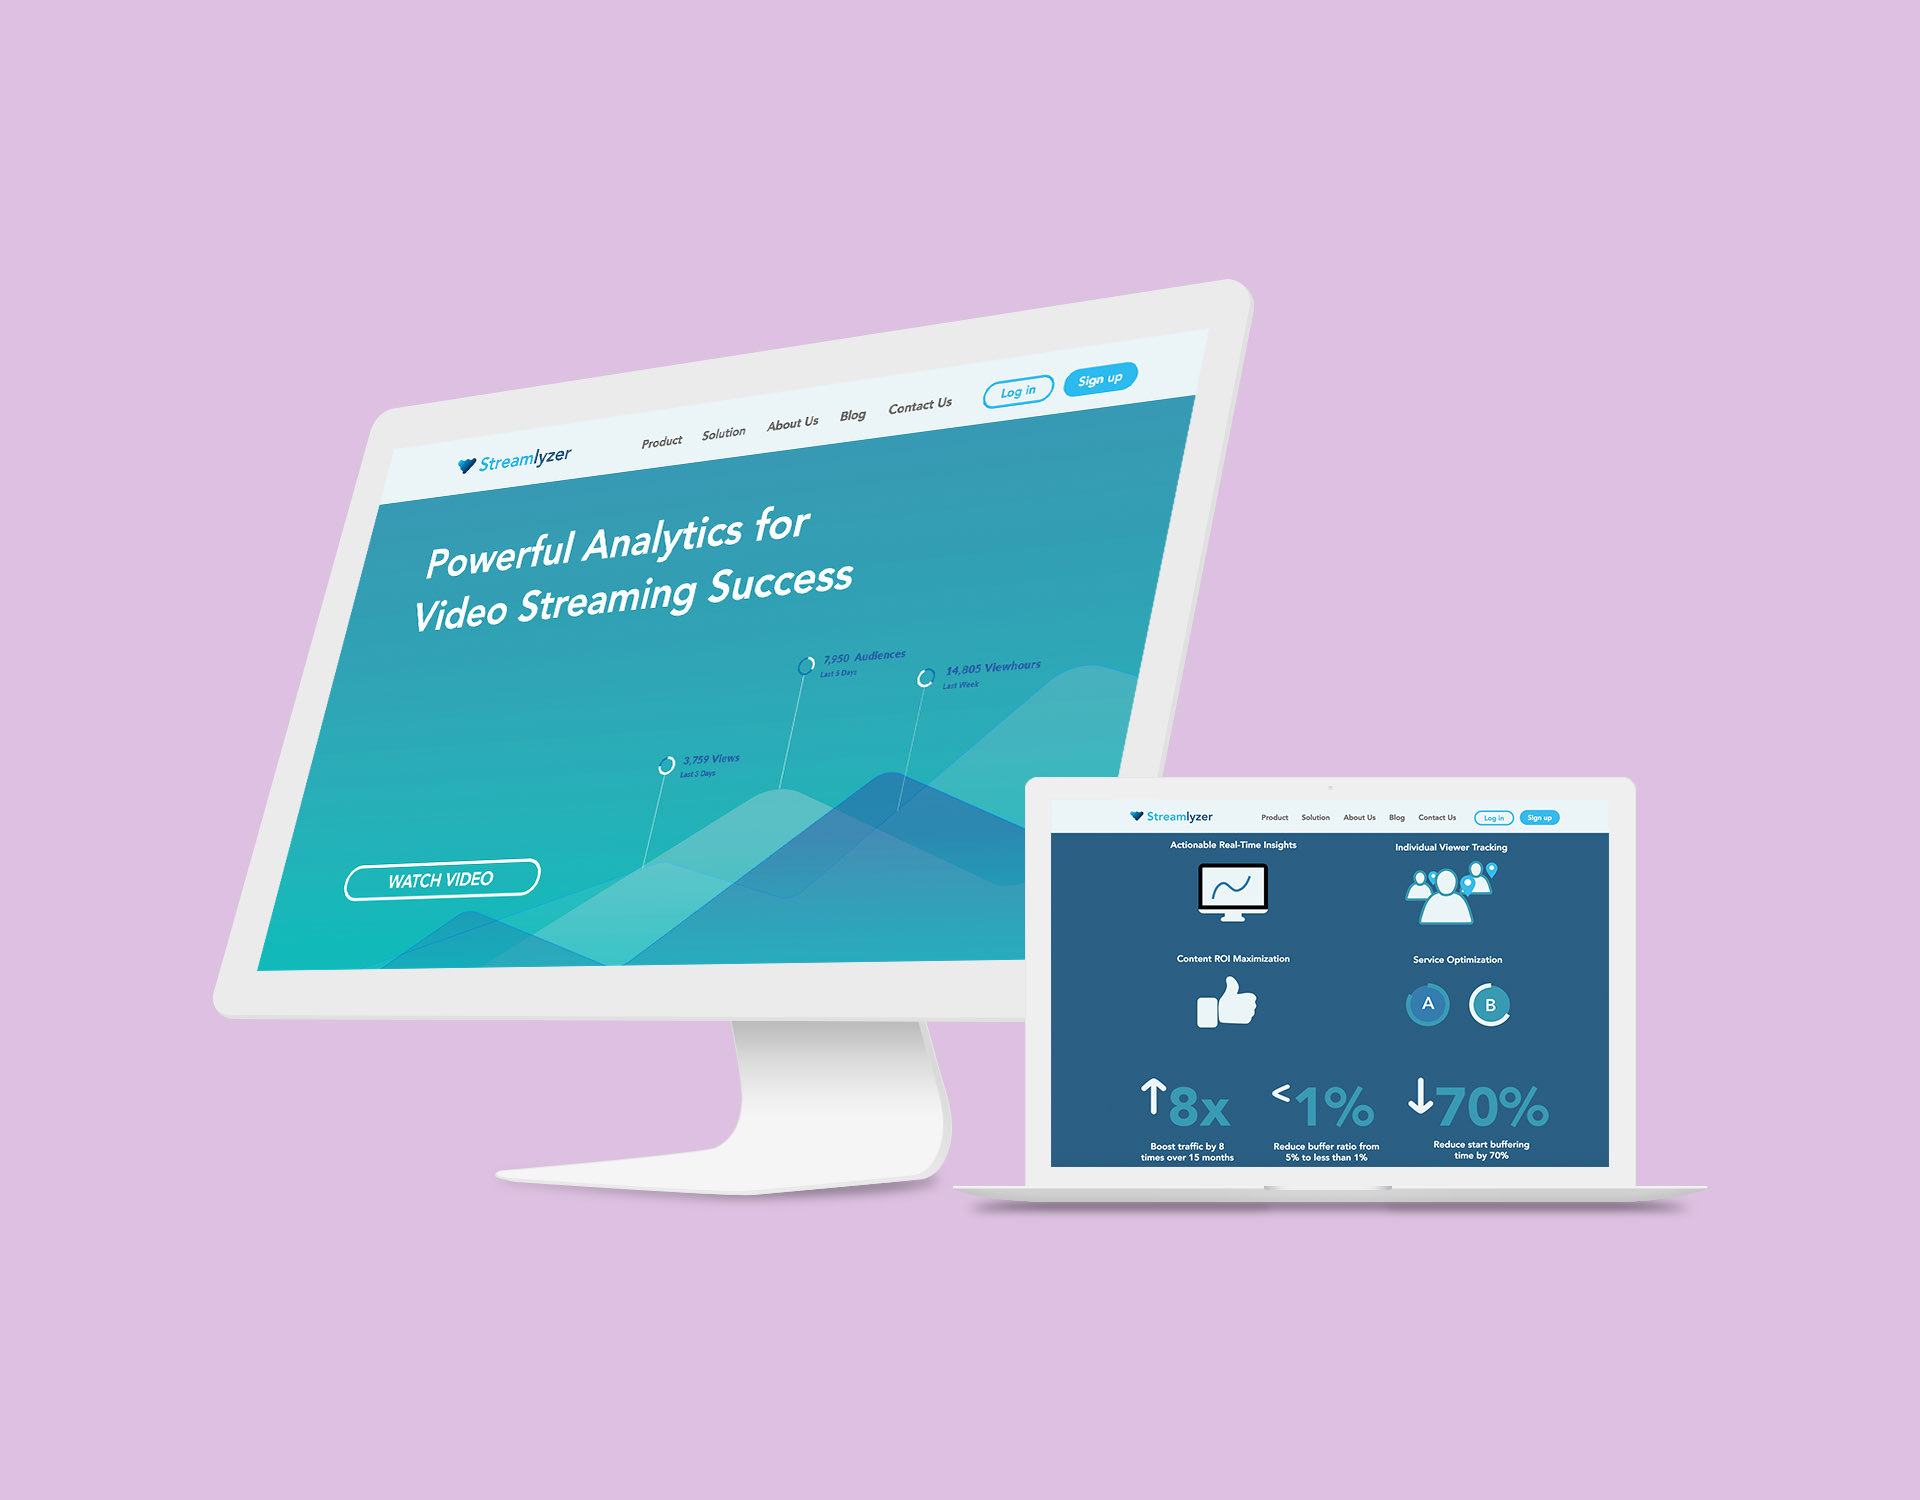 Streamlyzer
Product
Solution
About Us
Blog
Contact Us
Log in
Sign up
Powerful Analytics for
Video Streaming Success
7,950 Audiences
Last 5 Days
14,805 Viewhours
Last Week
3,759 Views
Last 5 Days
WATCH VIDEO
Streamlyzer
Product
Solution
About Us
Blog
Contact Us
Log in
Sign up
Actionable Real-Time Insights
Individual Viewer Tracking
Content ROI Maximization
Service Optimization
A
B
↑8x
<1%
↓70%
Boost traffic by 8
times over 15 months
Reduce buffer ratio from
5% to less than 1%
Reduce start buffering
time by 70%